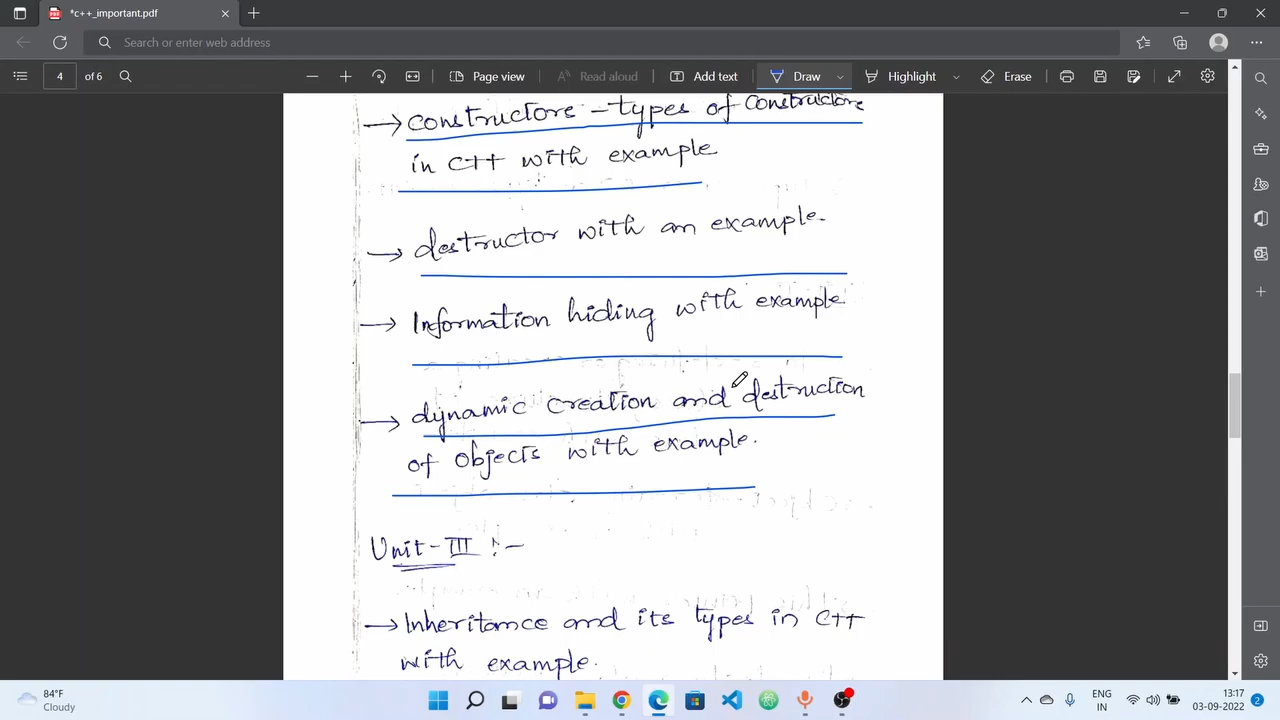 *c++_important.pdf
Search or enter web address
4 of 6
Page view
Read aloud
Add text
Draw
Highlight
Erase
→ constructors - types of constructors
in C++ with example
→ destructor with an example.
→ Information hiding with example
→ dynamic creation and destruction
of objects with example.
Unit-III :-
→ Inheritance and its types in C++
with example.
84°F
Cloudy
ENG
IN
13:17
03-09-2022
2